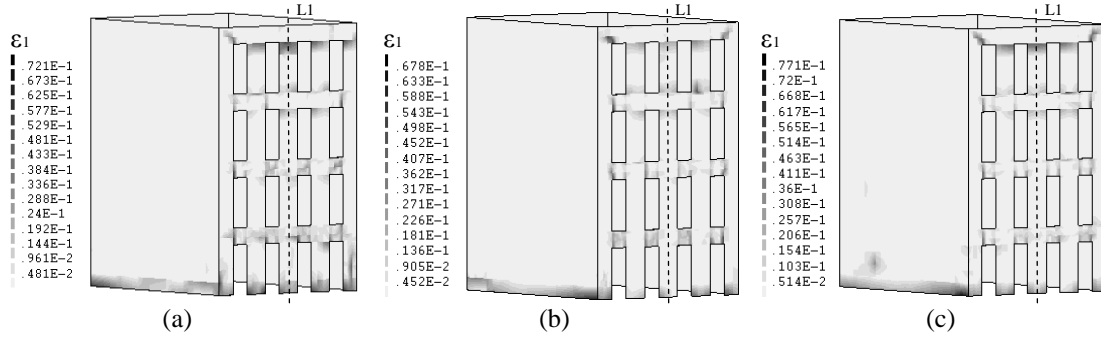 L1
ε1
.721E-1
.673E-1
.625E-1
.577E-1
.529E-1
.481E-1
.433E-1
.384E-1
.336E-1
.288E-1
.24E-1
.192E-1
.144E-1
.961E-2
.481E-2
(a)
L1
ε1
.678E-1
.633E-1
.588E-1
.543E-1
.498E-1
.452E-1
.407E-1
.362E-1
.317E-1
.271E-1
.226E-1
.181E-1
.136E-1
.905E-2
.452E-2
(b)
L1
ε1
.771E-1
.72E-1
.668E-1
.617E-1
.565E-1
.514E-1
.463E-1
.411E-1
.36E-1
.308E-1
.257E-1
.206E-1
.154E-1
.103E-1
.514E-2
(c)